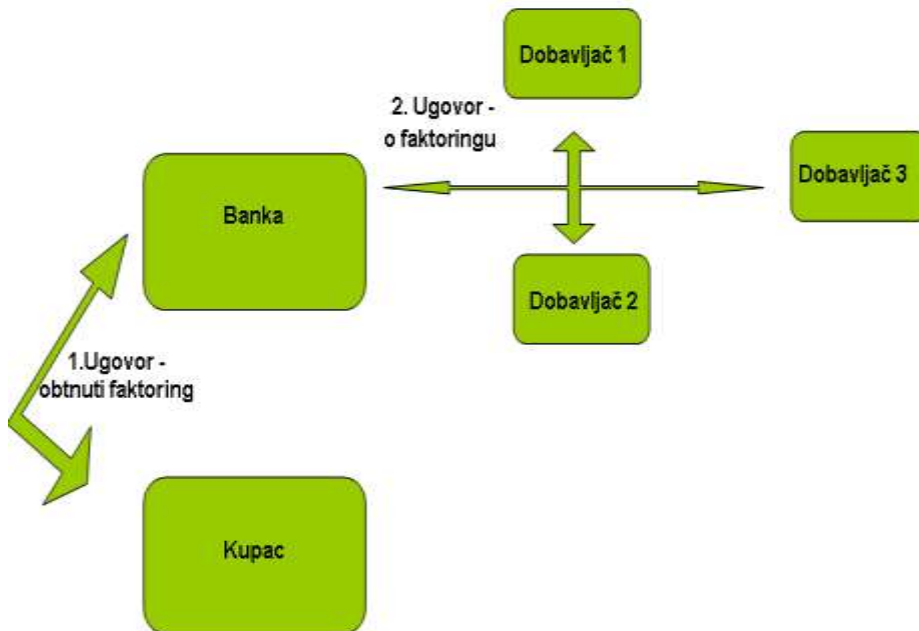 Dobavljač 1
2. Ugovor -
o faktoringu
Dobavljač 3
Banka
Dobavljač 2
1.Ugovor -
obtnuti faktoring
Kupac